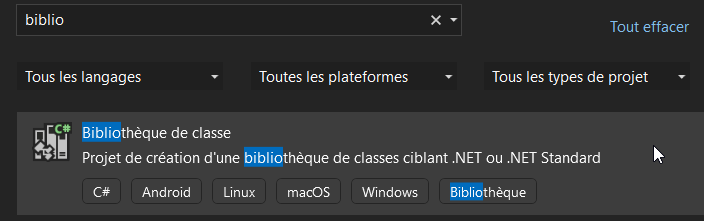 biblio
Tout effacer
Tous les langages
Toutes les plateformes
Tous les types de projet
C#
Bibliothèque de classe
Projet de création d'une bibliothèque de classes ciblant .NET ou .NET Standard
C# Android Linux macOS Windows Bibliothèque